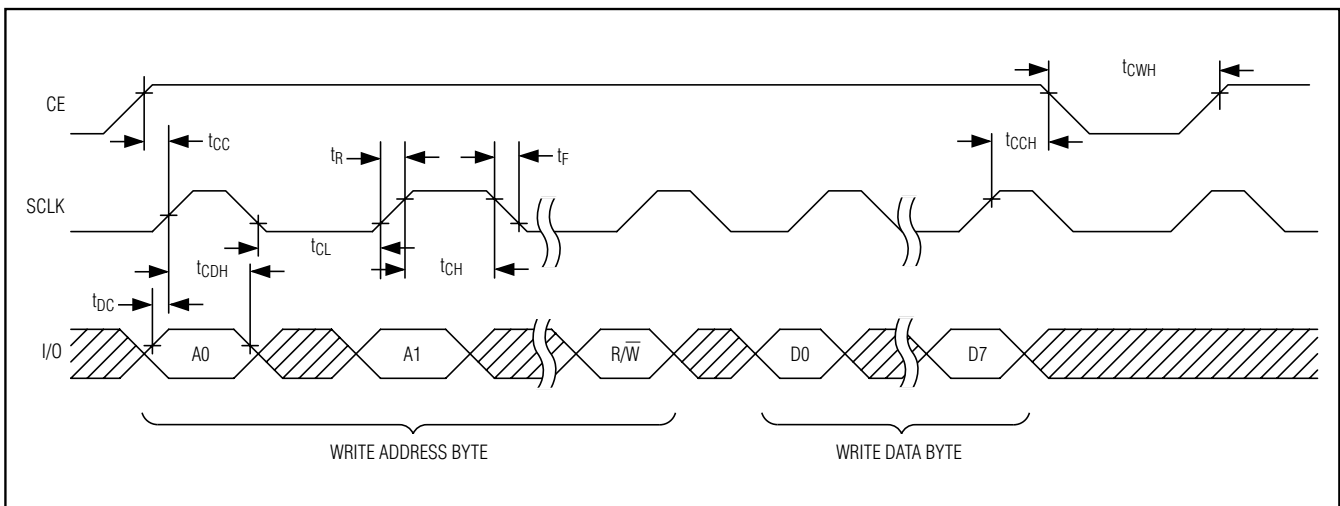 tCWH
CE
tCC
tCCH
tR
tF
SCLK
tCL
tCDH
tCH
tDC
I/O
A0
A1
R/W̅
D0
D7
WRITE ADDRESS BYTE
WRITE DATA BYTE